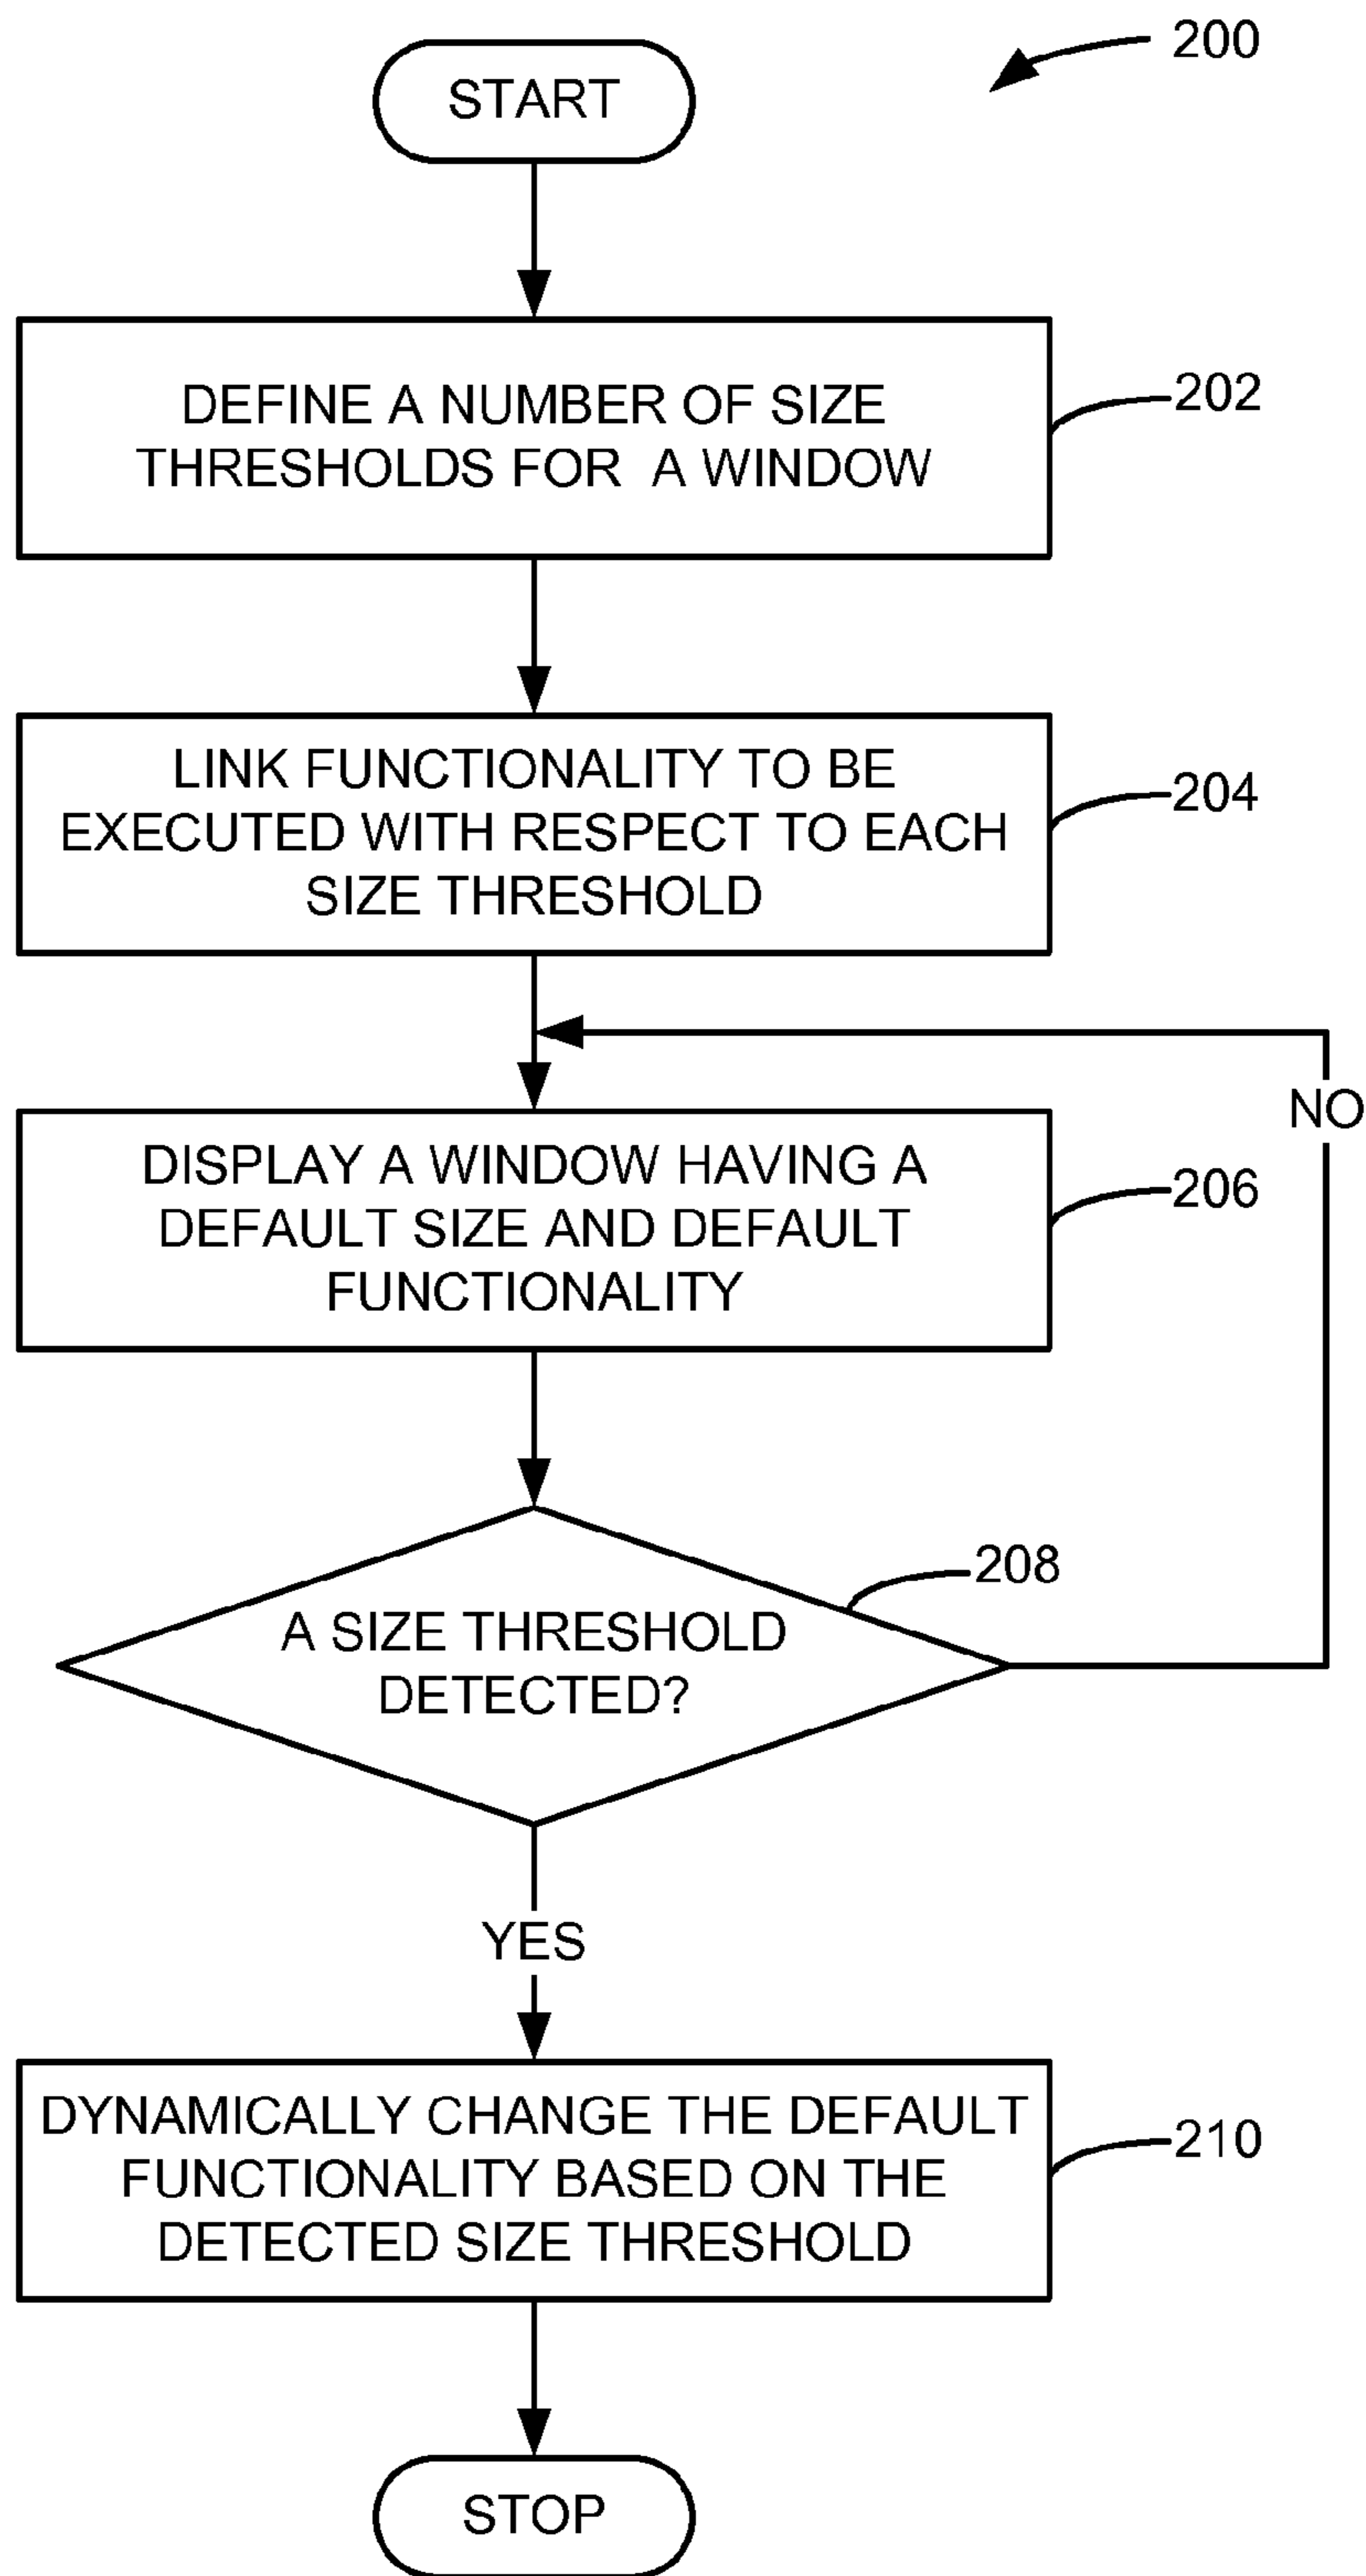 200
START
DEFINE A NUMBER OF SIZE
THRESHOLDS FOR A WINDOW
202
LINK FUNCTIONALITY TO BE
EXECUTED WITH RESPECT TO EACH
SIZE THRESHOLD
204
NO
DISPLAY A WINDOW HAVING A
DEFAULT SIZE AND DEFAULT
FUNCTIONALITY
206
208
A SIZE THRESHOLD
DETECTED?
YES
DYNAMICALLY CHANGE THE DEFAULT
FUNCTIONALITY BASED ON THE
DETECTED SIZE THRESHOLD
210
STOP